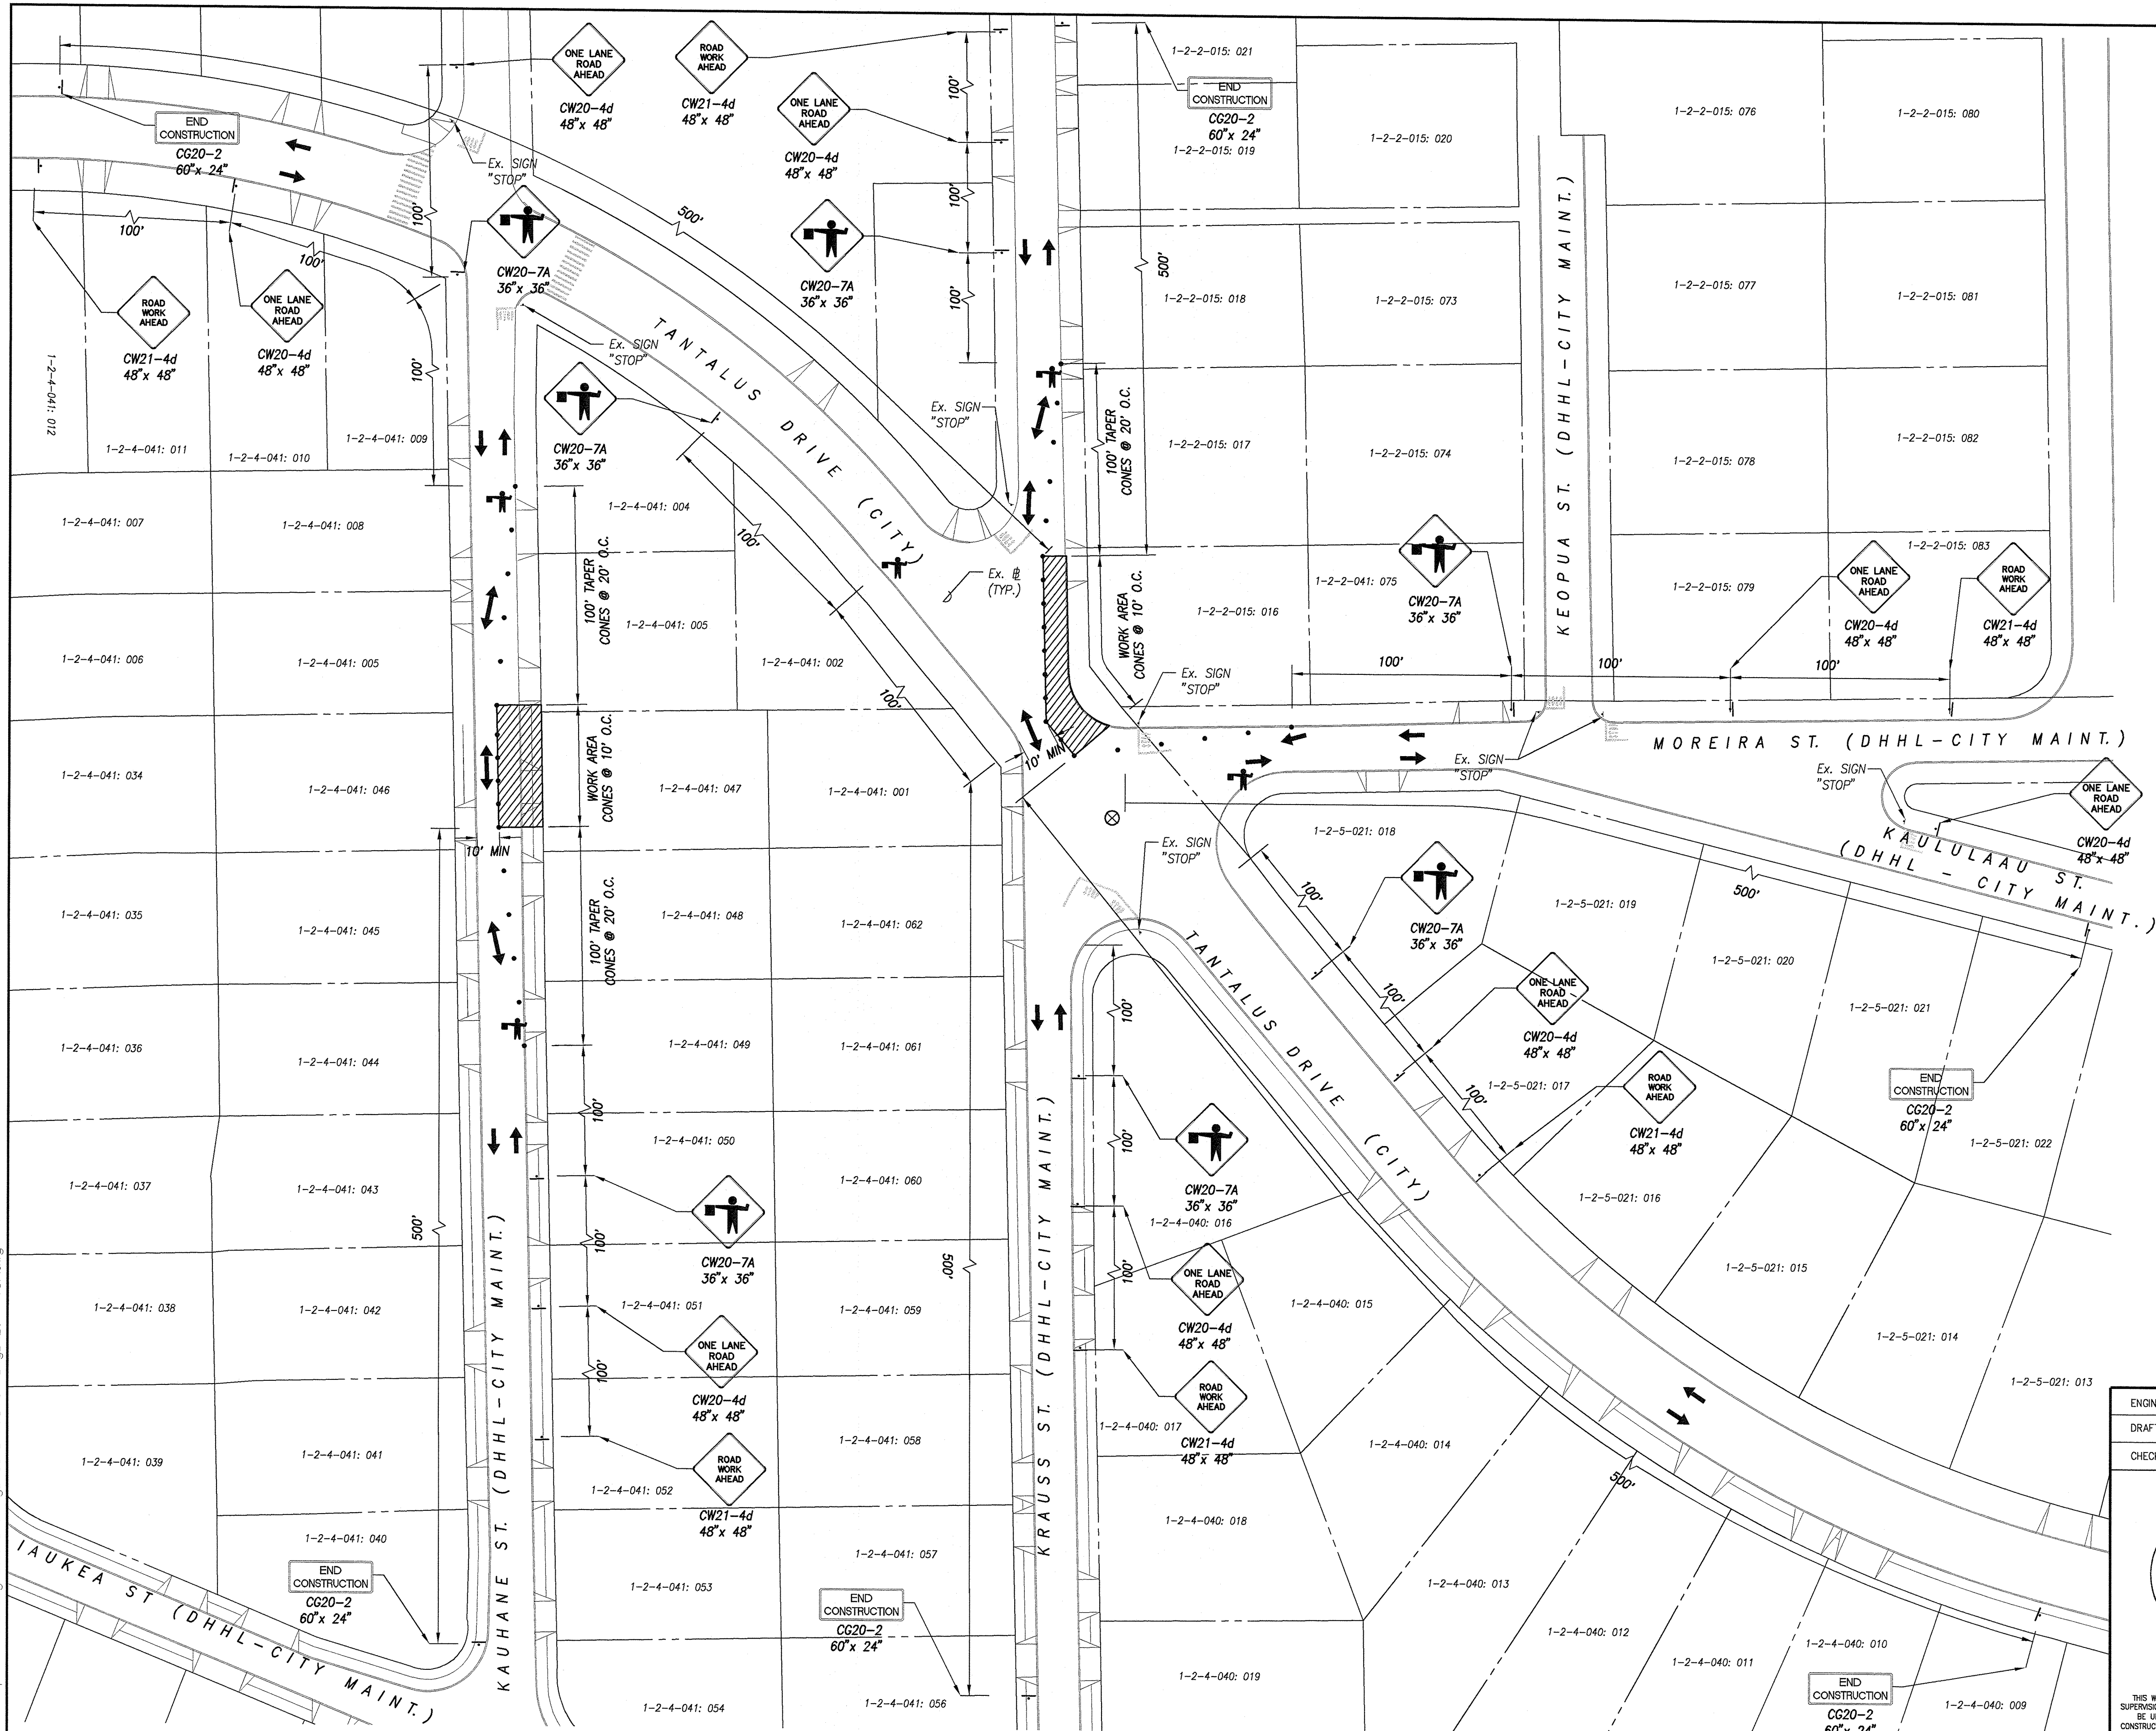 ONE LANE
ROAD
AHEAD
CW20-4d
48"x 48"
ROAD
WORK
AHEAD
CW21-4d
48"x 48"
ONE LANE
ROAD
AHEAD
CW20-4d
48"x 48"
CW20-7A
36"x 36"
100'
100'
100'
1-2-2-015: 021
END
CONSTRUCTION
CG20-2
60"x 24"
1-2-2-015: 019
1-2-2-015: 020
1-2-2-015: 076
1-2-2-015: 080
END
CONSTRUCTION
CG20-2
60"x 24"
Ex. SIGN
"STOP"
CW20-7A
36"x 36"
100'
500'
500'
100'
100'
100'
ROAD
WORK
AHEAD
CW21-4d
48"x 48"
ONE LANE
ROAD
AHEAD
CW20-4d
48"x 48"
Ex. SIGN
"STOP"
CW20-7A
36"x 36"
TANTALUS DRIVE (CITY)
Ex. SIGN
"STOP"
1-2-2-015: 018
1-2-2-015: 073
1-2-2-015: 077
1-2-2-015: 081
KEOPUA ST. (DHHL-CITY MAINT.)
100' TAPER
CONES @ 20' O.C.
1-2-2-015: 017
1-2-2-015: 074
1-2-2-015: 078
1-2-2-015: 082
1-2-4-041: 012
1-2-4-041: 011
1-2-4-041: 010
1-2-4-041: 009
1-2-4-041: 007
1-2-4-041: 008
1-2-4-041: 004
100' TAPER
CONES @ 20' O.C.
100'
100'
Ex.
(TYP.)
WORK AREA
CONES @ 10' O.C.
1-2-2-015: 016
1-2-2-041: 075
CW20-7A
36"x 36"
1-2-2-015: 083
1-2-2-015: 079
ONE LANE
ROAD
AHEAD
CW20-4d
48"x 48"
ROAD
WORK
AHEAD
CW21-4d
48"x 48"
100'
100'
100'
1-2-4-041: 006
1-2-4-041: 005
1-2-4-041: 005
1-2-4-041: 002
Ex. SIGN
"STOP"
MOREIRA ST. (DHHL-CITY MAINT.)
Ex. SIGN
"STOP"
Ex. SIGN
"STOP"
ONE LANE
ROAD
AHEAD
CW20-4d
48"x 48"
KAULULAAU ST.
(DHHL - CITY MAINT.)
1-2-4-041: 034
1-2-4-041: 046
WORK AREA
CONES @ 10' O.C.
10' MIN
10' MIN
1-2-4-041: 047
1-2-4-041: 001
Ex. SIGN
"STOP"
1-2-5-021: 018
100'
CW20-7A
36"x 36"
1-2-5-021: 019
500'
1-2-4-041: 035
1-2-4-041: 045
100' TAPER
CONES @ 20' O.C.
1-2-4-041: 048
1-2-4-041: 062
TANTALUS DRIVE (CITY)
100'
100'
ONE LANE
ROAD
AHEAD
CW20-4d
48"x 48"
1-2-5-021: 020
1-2-5-021: 021
1-2-4-041: 036
1-2-4-041: 044
1-2-4-041: 049
1-2-4-041: 061
1-2-5-021: 017
100'
ROAD
WORK
AHEAD
CW21-4d
48"x 48"
END
CONSTRUCTION
CG20-2
60"x 24"
1-2-5-021: 022
100'
1-2-4-041: 050
100'
CW20-7A
36"x 36"
1-2-4-040: 016
1-2-4-041: 037
1-2-4-041: 043
500'
100'
CW20-7A
36"x 36"
1-2-4-041: 060
1-2-5-021: 016
1-2-5-021: 015
KAUHANE ST. (DHHL-CITY MAINT.)
KRAUSS ST. (DHHL-CITY MAINT.)
500'
100'
ONE LANE
ROAD
AHEAD
CW20-4d
48"x 48"
1-2-4-041: 038
1-2-4-041: 042
1-2-4-041: 051
100'
ONE LANE
ROAD
AHEAD
CW20-4d
48"x 48"
1-2-4-041: 059
1-2-4-040: 015
1-2-5-021: 014
1-2-5-021: 013
ROAD
WORK
AHEAD
CW21-4d
48"x 48"
1-2-4-040: 017
1-2-4-040: 014
1-2-4-041: 039
1-2-4-041: 041
1-2-4-041: 058
ROAD
WORK
AHEAD
CW21-4d
48"x 48"
1-2-4-041: 052
500'
1-2-4-040: 018
1-2-4-041: 040
1-2-4-041: 057
1-2-4-041: 053
1-2-4-040: 013
IAUKEA ST (DHHL-CITY MAINT.)
END
CONSTRUCTION
CG20-2
60"x 24"
END
CONSTRUCTION
CG20-2
60"x 24"
1-2-4-040: 012
1-2-4-040: 010
1-2-4-040: 011
1-2-4-040: 019
1-2-4-041: 054
1-2-4-041: 056
END
CONSTRUCTION
CG20-2
60"x 24"
1-2-4-040: 009
ENGIN
DRAFT
CHECK
THIS W
SUPERVISI
BE U
CONSTRUC